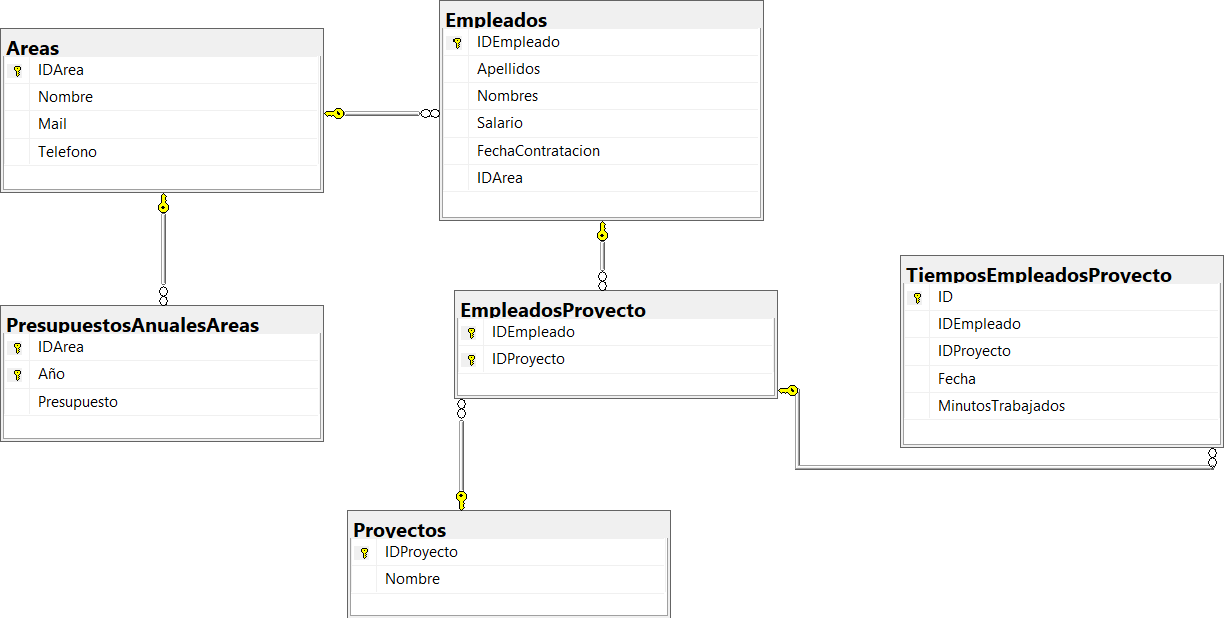 Areas
IDArea
Nombre
Mail
Telefono
Empleados
IDEmpleado
Apellidos
Nombres
Salario
FechaContratacion
IDArea
PresupuestosAnualesAreas
IDArea
Año
Presupuesto
EmpleadosProyecto
IDEmpleado
IDProyecto
TiemposEmpleadosProyecto
ID
IDEmpleado
IDProyecto
Fecha
MinutosTrabajados
Proyectos
IDProyecto
Nombre